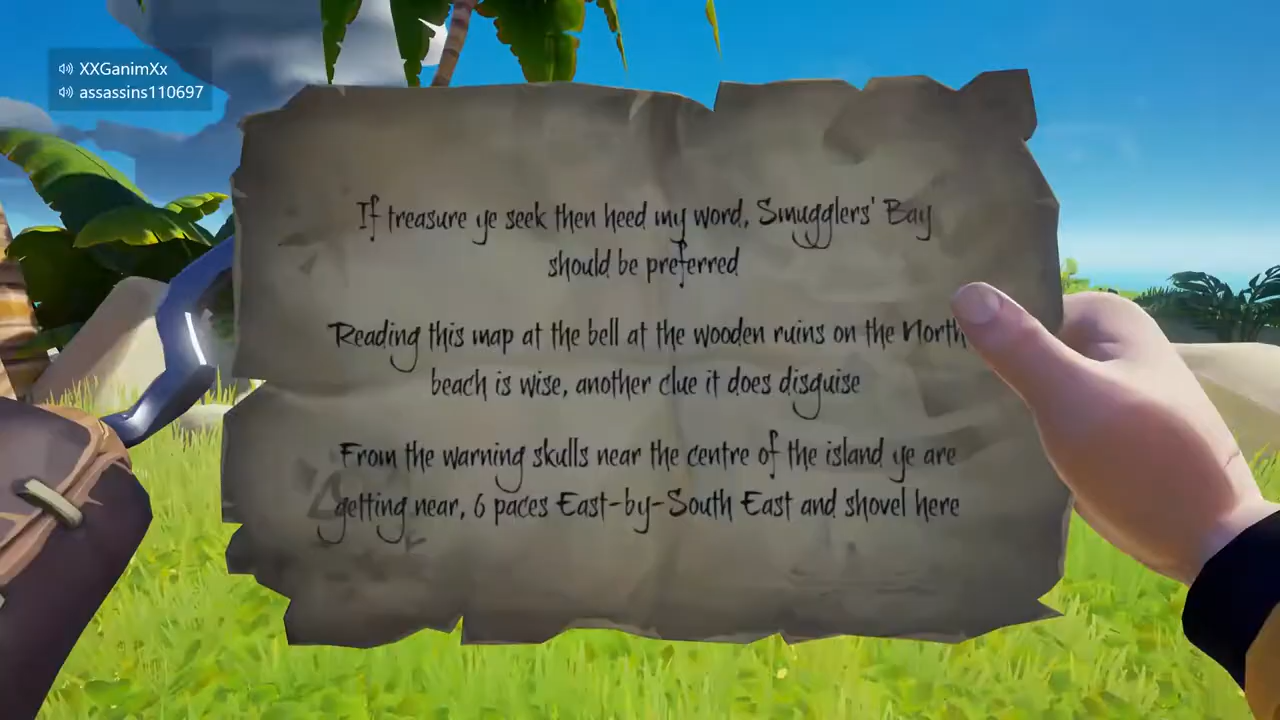 XXGanimXx
assassins110697
If treasure ye seek then heed my word, Smugglers' Bay
should be preferred
Reading this map at the bell at the wooden ruins on the North
beach is wise, another clue it does disguise
From the warning skulls near the centre of the island ye are
getting near, 6 paces East-by-South East and shovel here